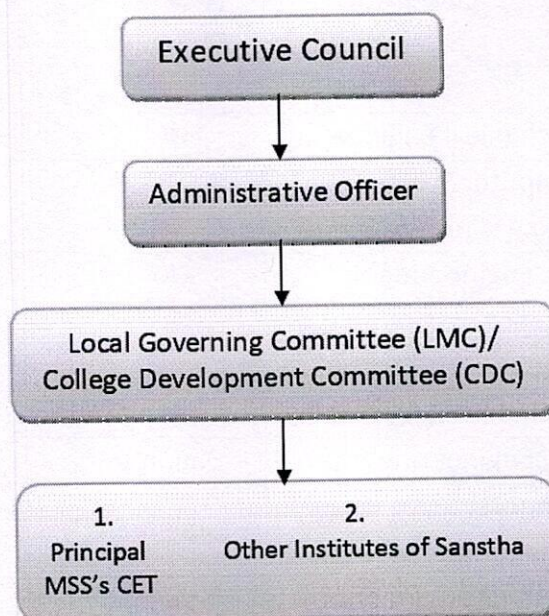 Executive Council
Administrative Officer
Local Governing Committee (LMC)/
College Development Committee (CDC)
1.
Principal
MSS's CET
2.
Other Institutes of Sanstha